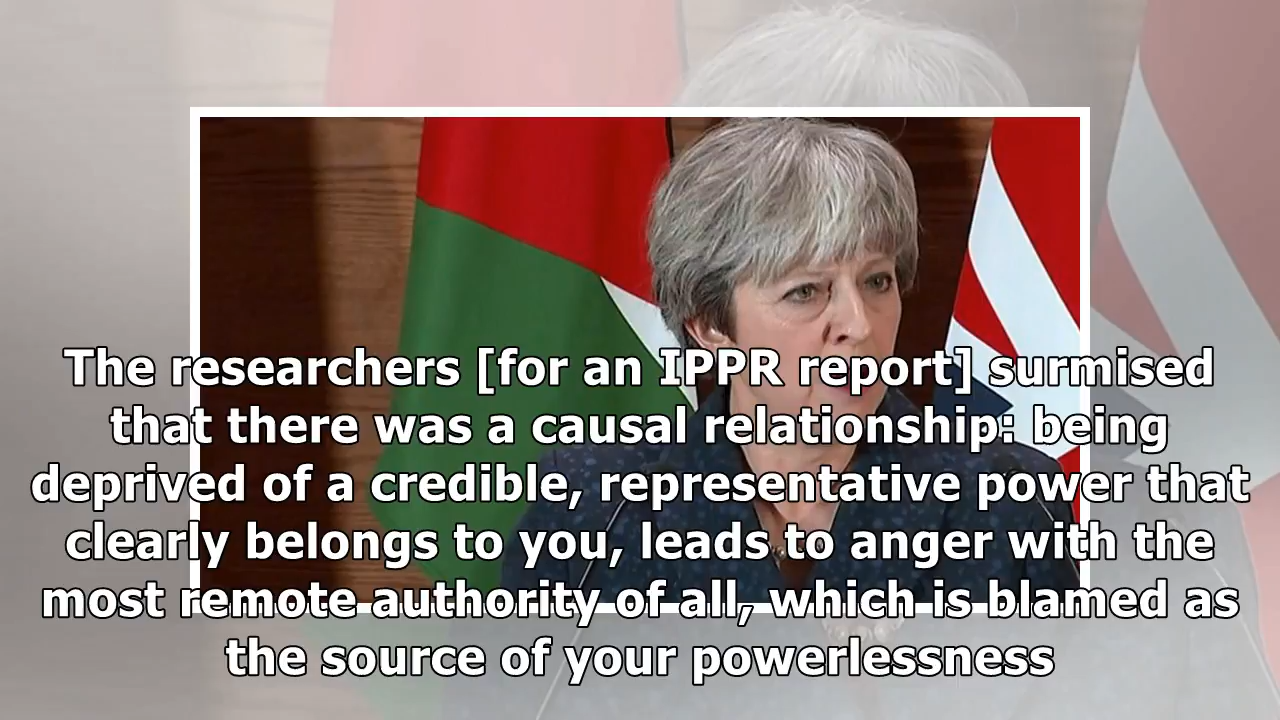 The researchers [for an IPPR report] surmised
that there was a causal relationship: being
deprived of a credible, representative power that
clearly belongs to you, leads to anger with the
most remote authority of all, which is blamed as
the source of your powerlessness